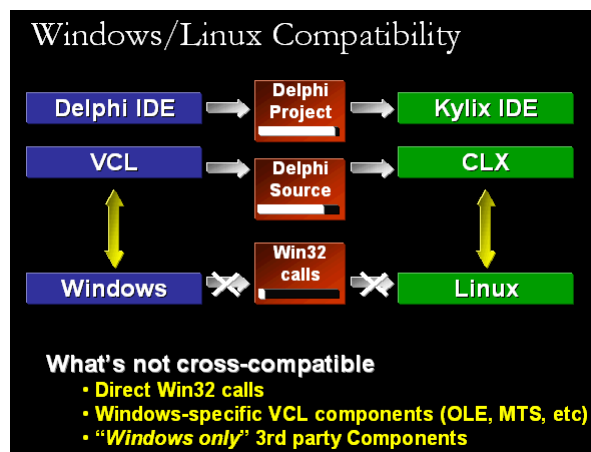 Windows/Linux Compatibility
Delphi IDE
Delphi
Project
Kylix IDE
VCL
Delphi
Source
CLX
Windows
Win32
calls
Linux
What's not cross-compatible
• Direct Win32 calls
• Windows-specific VCL components (OLE, MTS, etc)
• “Windows only” 3rd party Components